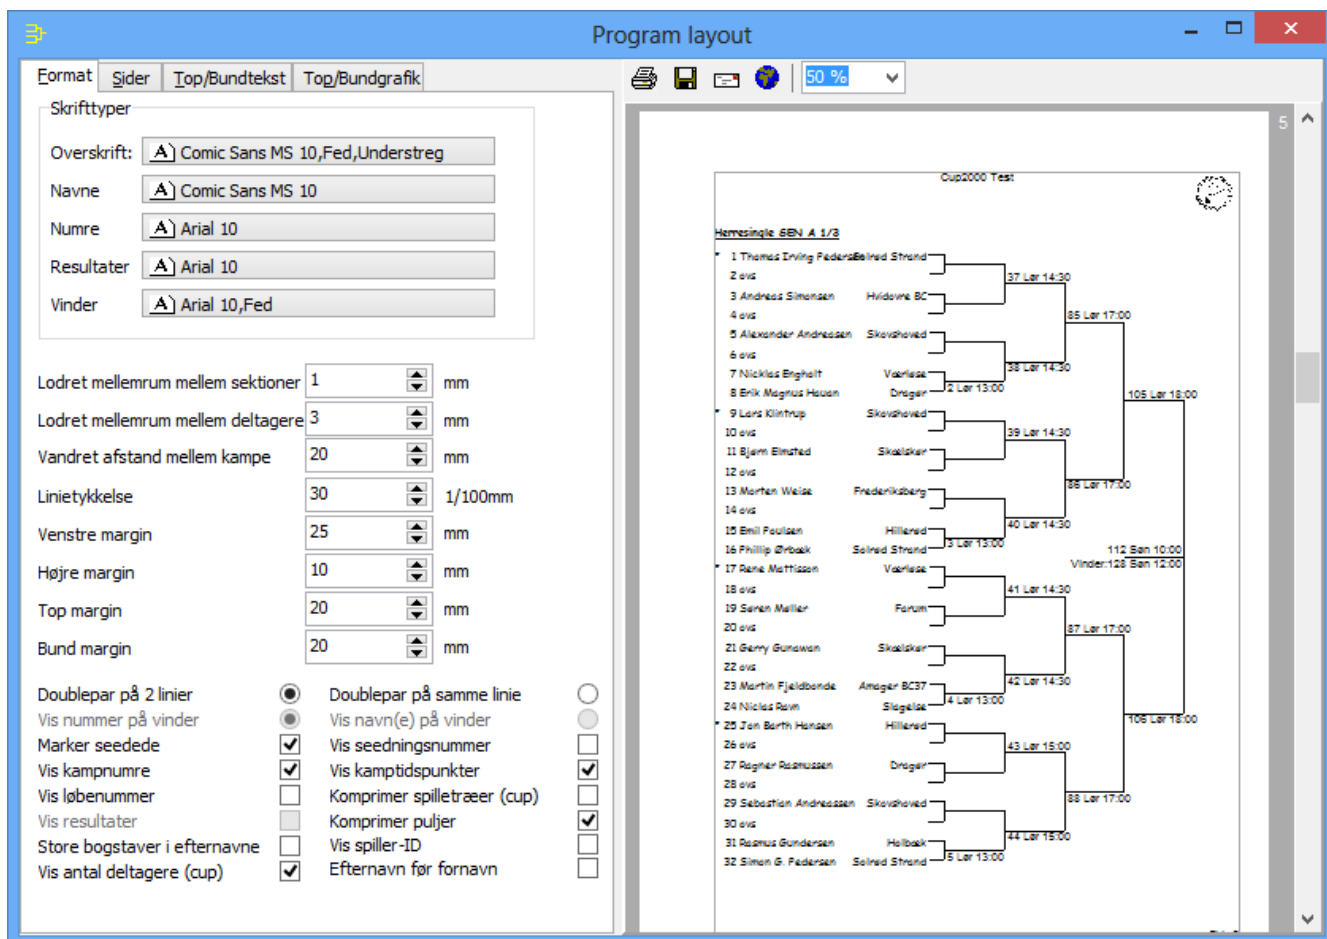 Program layout
Format Sider Top/Bundtekst Top/Bundgrafik
50 %
Skrifttyper
Overskrift: A Comic Sans MS 10,Fed,Understreg
Navne A Comic Sans MS 10
Numre A Arial 10
Resultater A Arial 10
Vinder A Arial 10,Fed
Lodret mellemrum mellem sektioner 1 mm
Lodret mellemrum mellem deltagere 3 mm
Vandret afstand mellem kampe 20 mm
Linietykkelse 30 1/100mm
Venstre margin 25 mm
Højre margin 10 mm
Top margin 20 mm
Bund margin 20 mm
Doublepar på 2 linier Doublepar på samme linie
Vis nummer på vinder Vis navn(e) på vinder
Marker seedede Vis seedningsnummer
Vis kampnumre Vis kamptidspunkter
Vis løbenummer Komprimer spilletræer (cup)
Vis resultater Komprimer puljer
Store bogstaver i efternavne Vis spiller-ID
Vis antal deltagere (cup) Efternavn før fornavn
5
Cup2000 Test
Herresingle SEN A 1/3
* 1 Thomas Irving Pedersen Solrød Strand
2 ovs
37 Lør 14:30
3 Andreas Simonsen Hvidovre BC
4 ovs
85 Lør 17:00
5 Alexander Andreasen Skovshoved
6 ovs
38 Lør 14:30
7 Nicklas Engholt Værløse
2 Lør 13:00
8 Erik Magnus Hauan Dragør
105 Lør 18:00
* 9 Lars Klintrup Skovshoved
10 ovs
39 Lør 14:30
11 Bjørn Elmsted Skælskør
12 ovs
86 Lør 17:00
13 Morten Weise Frederiksberg
14 ovs
40 Lør 14:30
15 Emil Poulsen Hillerød
3 Lør 13:00
16 Phillip Ørbæk Solrød Strand
112 Søn 10:00
Vinder:128 Søn 12:00
* 17 Rene Mattisson Værløse
18 ovs
41 Lør 14:30
19 Søren Møller Farum
20 ovs
87 Lør 17:00
21 Gerry Gunawan Skælskør
22 ovs
42 Lør 14:30
23 Martin Fjeldbonde Amager BC37
4 Lør 13:00
24 Niclas Ravn Slagelse
106 Lør 18:00
* 25 Jon Barth Hansen Hillerød
26 ovs
43 Lør 15:00
27 Ragner Rasmussen Dragør
28 ovs
88 Lør 17:00
29 Sebastian Andreassen Skovshoved
30 ovs
44 Lør 15:00
31 Rasmus Gundersen Holbæk
5 Lør 13:00
32 Simon G. Pedersen Solrød Strand